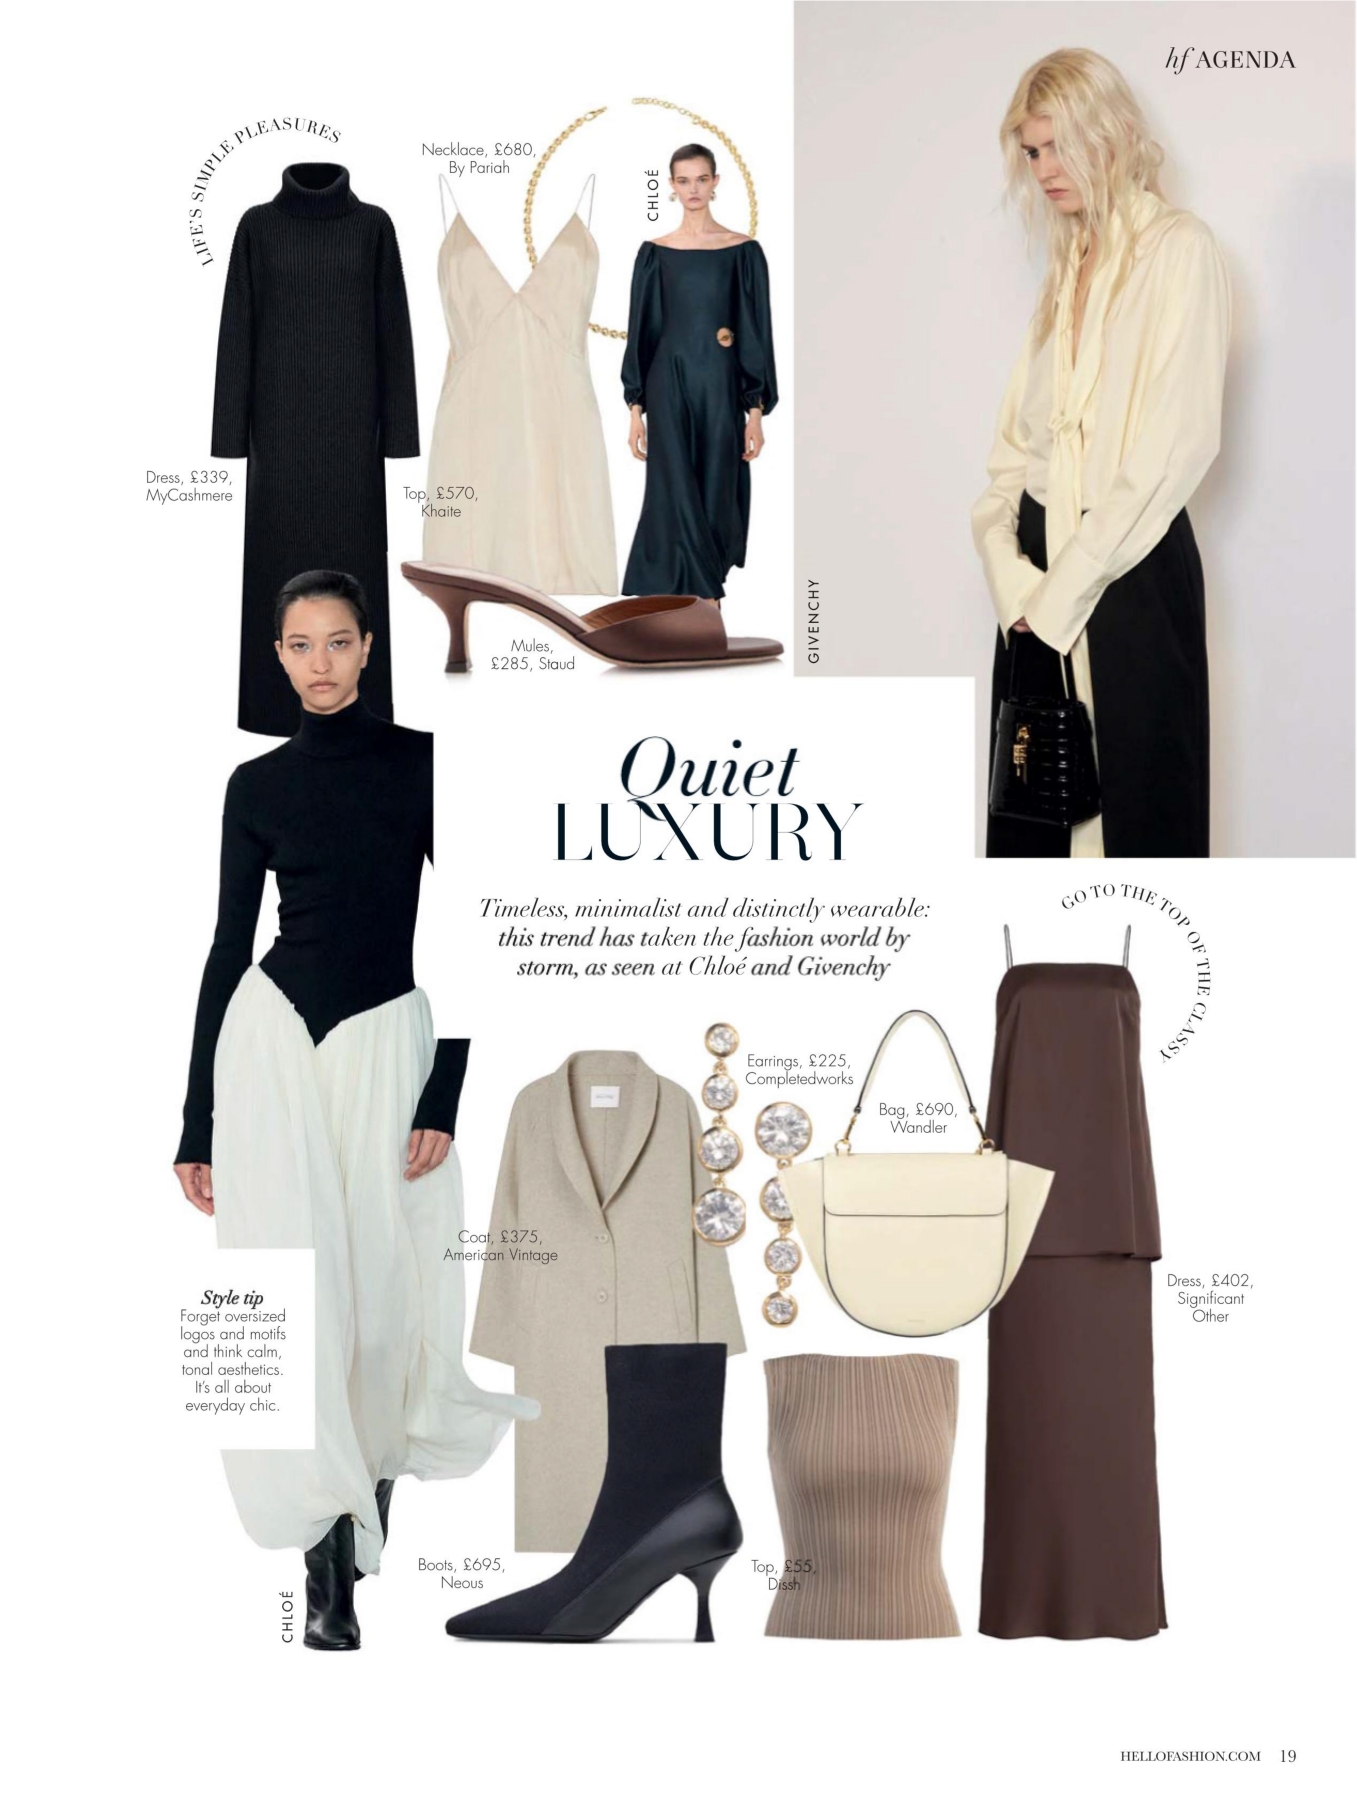 hf AGENDA
LIFE'S SIMPLE PLEASURES
Necklace, £680,
By Pariah
CHLOÉ
Dress, £339,
MyCashmere
Top, £570,
Khaite
GIVENCHY
Mules,
£285, Staud
Quiet
LUXURY
Timeless, minimalist and distinctly wearable:
this trend has taken the fashion world by
storm, as seen at Chloé and Givenchy
GO TO THE TOP OF THE CLASSY
Earrings, £225,
Completedworks
Bag, £690,
Wandler
Coat, £375,
American Vintage
Dress, £402,
Significant
Other
Style tip
Forget oversized
logos and motifs
and think calm,
tonal aesthetics.
It's all about
everyday chic.
Boots, £695,
Neous
Top, £55,
Dissh
CHLOÉ
HELLOFASHION.COM 19